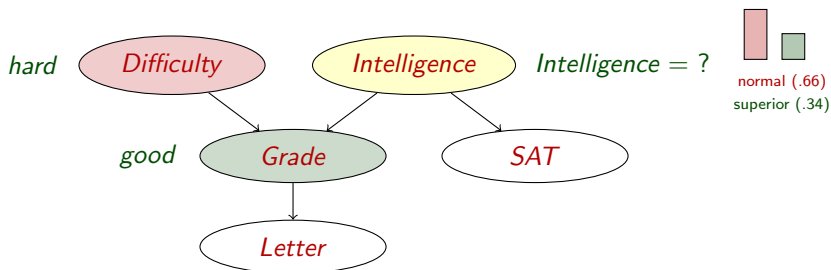 hard Difficulty Intelligence Intelligence = ?
normal (.66)
superior (.34)
good Grade SAT
Letter